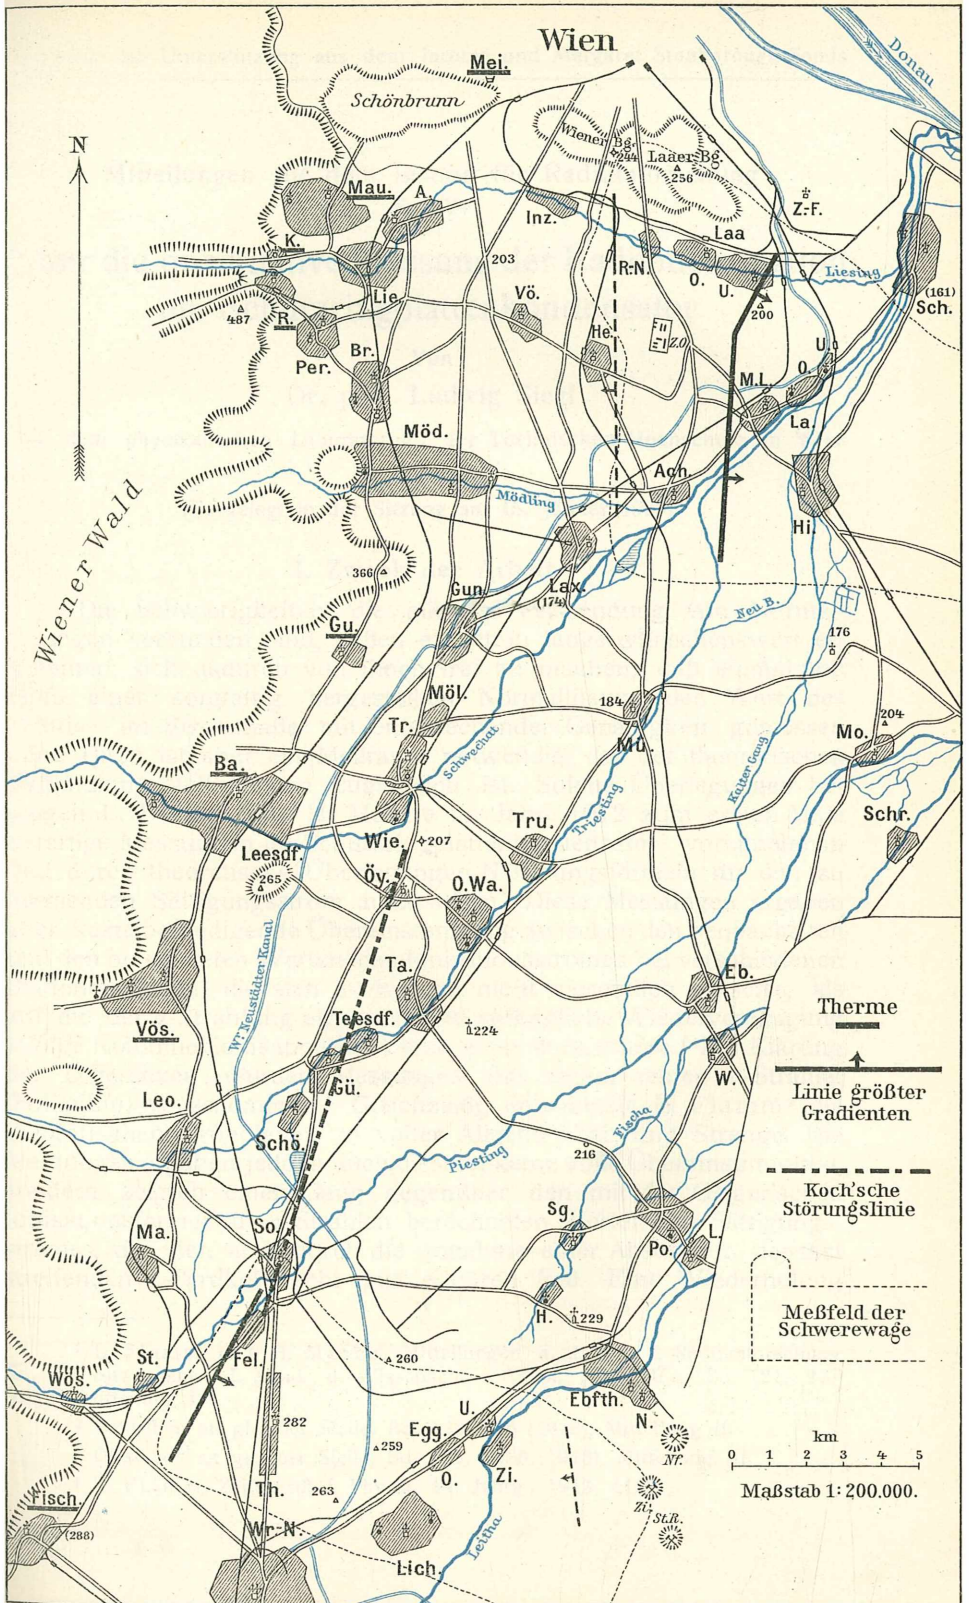 Wien
Donau
Mei.
Schönbrunn
N
Wiener Bg.
244
Laaer Bg.
256
Mau.
A.
Inz.
Z.-F.
K.
Laa
203
R.-N.
O.
U.
Liesing
Lie.
(161)
Sch.
487
R.
Vö.
200
Per.
Br.
He.
Z.O
U.
M.L.
O.
La.
Möd.
Ach.
Mödling
Hi.
Wiener Wald
366
Lax.
(174)
Gun.
Neu B.
Gu.
176
Möl.
184
204
Tr.
Schwechat
Mü.
Mo.
Ba.
Kalter Gang
Triesting
Wie.
207
Tru.
Schr.
Leesdf.
265
Öy.
O.Wa.
Wr. Neustädter Kanal
Ta.
Eb.
Vös.
Teesdf.
224
W.
Gü.
Leo.
Schö.
Fischa
Piesting
216
Ma.
So.
Sg.
Po.
L.
H.
229
St.
Fel.
260
Wös.
Ebfth.
N.
282
U.
Egg.
259
O.
Zi.
Nf.
Th.
263
Zi.
St.R.
Fisch.
(288)
Wr.-N.
Lich.
Leitha
Therme
Linie größter
Gradienten
Koch'sche
Störungslinie
Meßfeld der
Schwerewage
km
0 1 2 3 4 5
Maßstab 1:200.000.